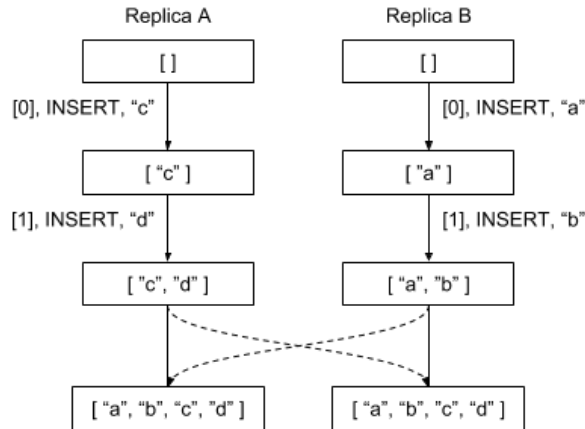 Replica A
Replica B
[ ]
[ ]
[0], INSERT, “c”
[0], INSERT, “a”
[ “c” ]
[ ”a” ]
[1], INSERT, “d”
[1], INSERT, “b”
[ ”c”, ”d” ]
[ “a”, ”b” ]
[ “a”, “b”, “c”, ”d” ]
[ “a”, “b”, ”c”, ”d” ]